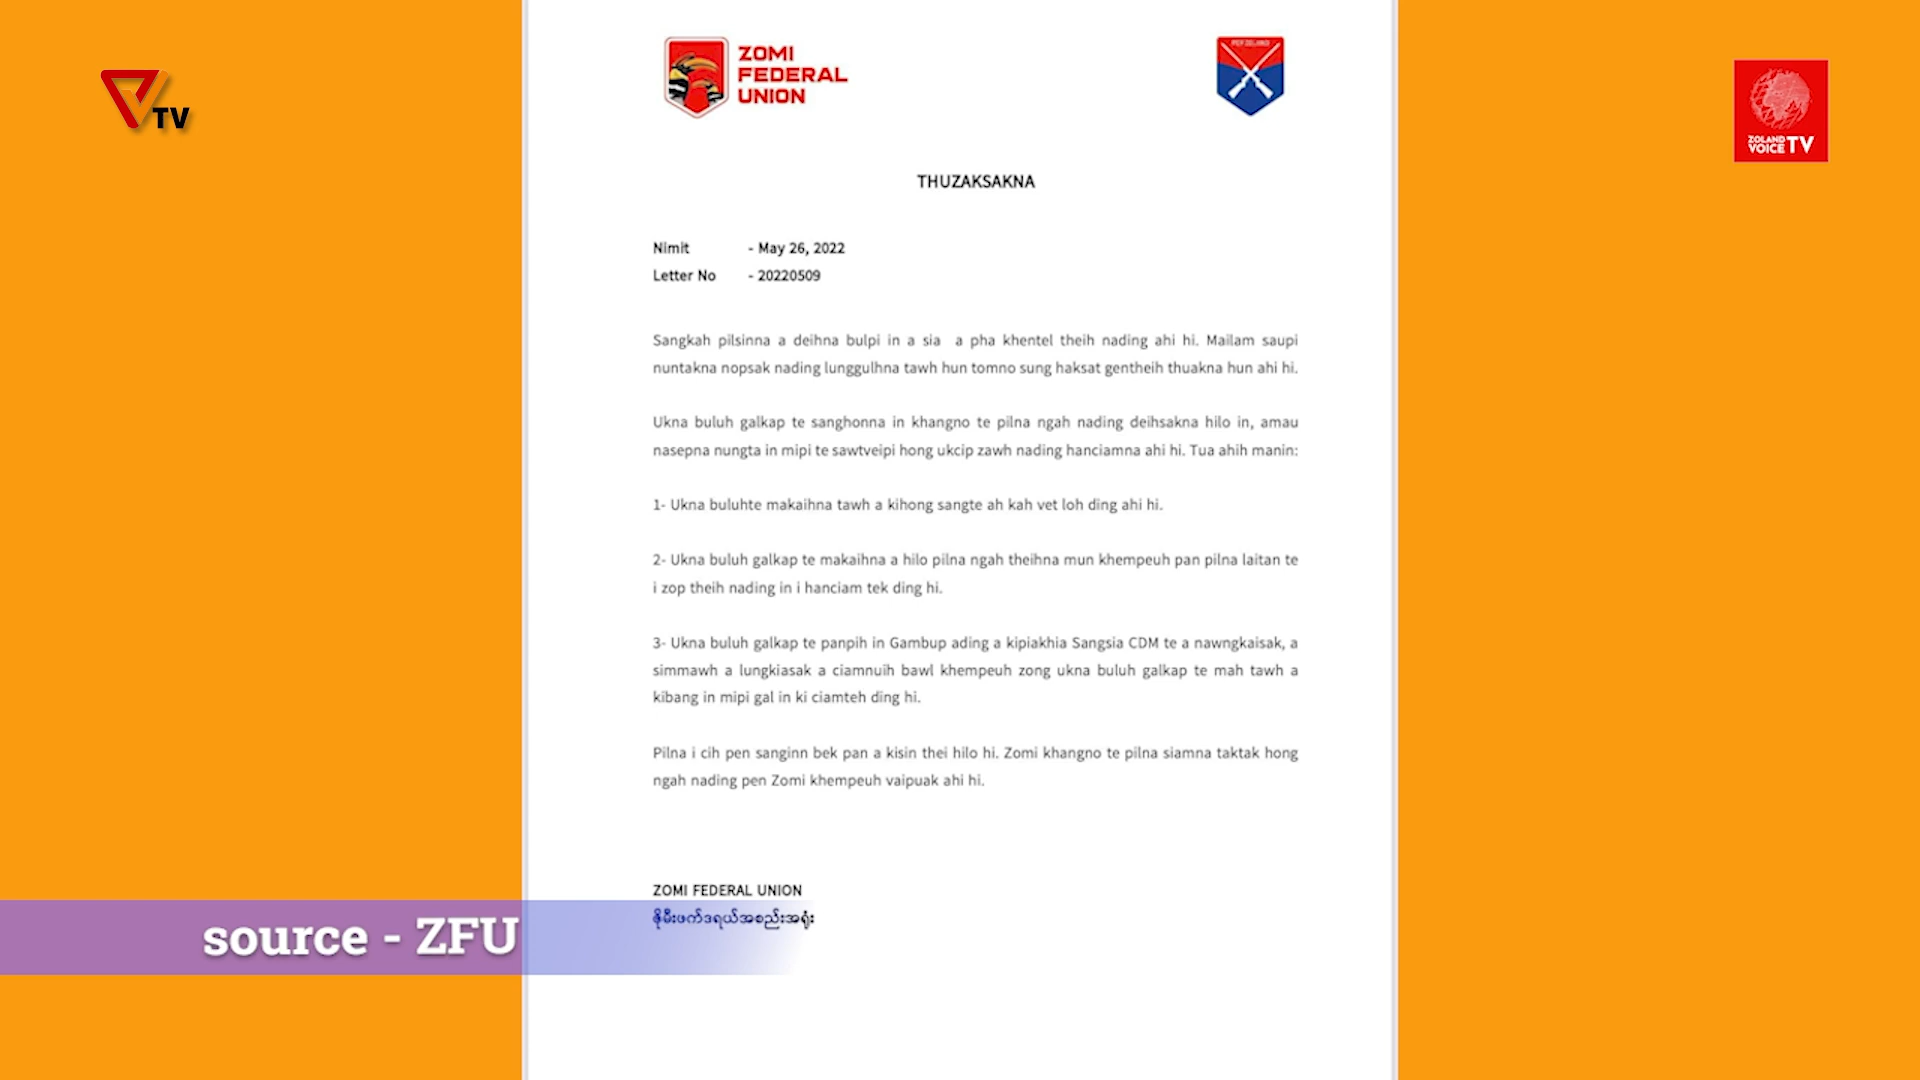 TV
ZOMI
FEDERAL
UNION
PDF ZOLAND
ZOLAND
VOICE TV
THUZAKSAKNA
Nimit - May 26, 2022
Letter No - 20220509
Sangkah pilsinna a deihna bulpi in a sia a pha khentel theih nading ahi hi. Mailam saupi
nuntakna nopsak nading lunggulhna tawh hun tomno sung haksat gentheih thuakna hun ahi hi.
Ukna buluh galkap te sanghonna in khangno te pilna ngah nading deihsakna hilo in, amau
nasepna nungta in mipi te sawtveipi hong ukcip zawh nading hanciamna ahi hi. Tua ahih manin:
1- Ukna buluhte makaihna tawh a kihong sangte ah kah vet loh ding ahi hi.
2- Ukna buluh galkap te makaihna a hilo pilna ngah theihna mun khempeuh pan pilna laitan te
i zop theih nading in i hanciam tek ding hi.
3- Ukna buluh galkap te panpih in Gambup ading a kipiakhia Sangsia CDM te a nawngkaisak, a
simmawh a lungkiasak a ciamnuih bawl khempeuh zong ukna buluh galkap te mah tawh a
kibang in mipi gal in ki ciamteh ding hi.
Pilna i cih pen sanginn bek pan a kisin thei hilo hi. Zomi khangno te pilna siamna taktak hong
ngah nading pen Zomi khempeuh vaipuak ahi hi.
ZOMI FEDERAL UNION
ဇိုမီးဖက်ဒရယ်အစည်းအရုံး
source - ZFU